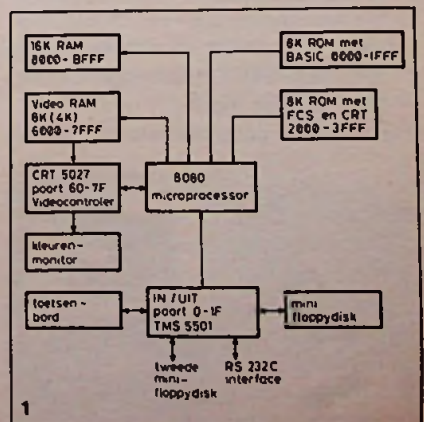 16K RAM
8000-BFFF
8K ROM met
BASIC 0000-1FFF
Video RAM
8K (4K)
6000-7FFF
8K ROM met
FCS en CRT
2000-3FFF
CRT 5027
poort 60-7F
Videocontroler
8080
microprocessor
kleuren-
monitor
toetsen-
bord
IN/UIT
poort 0-1F
TMS 5501
mini
floppydisk
tweede
mini-
floppydisk
RS 232C
interface
1